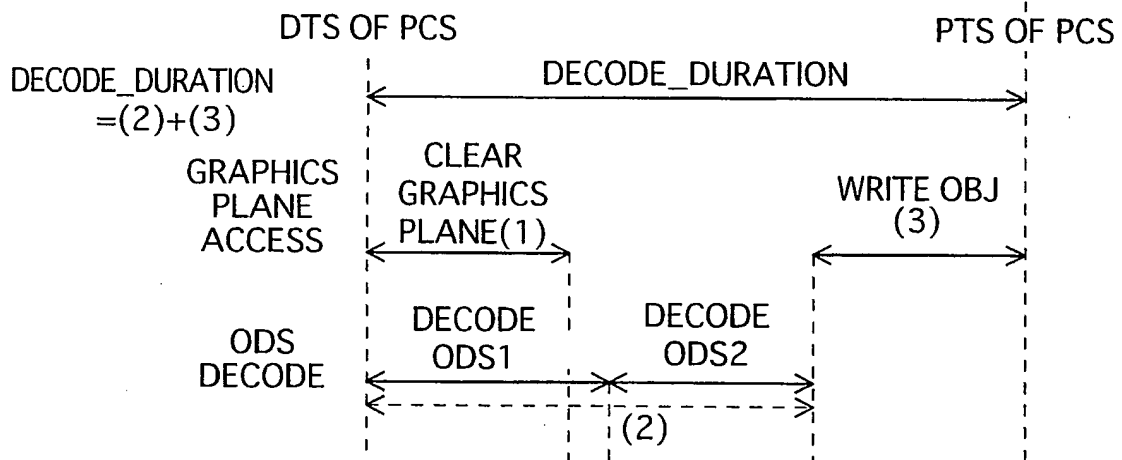 DTS OF PCS
PTS OF PCS
DECODE_DURATION
=(2)+(3)
DECODE_DURATION
GRAPHICS
PLANE
ACCESS
CLEAR
GRAPHICS
PLANE(1)
WRITE OBJ
(3)
ODS
DECODE
DECODE
ODS1
DECODE
ODS2
(2)